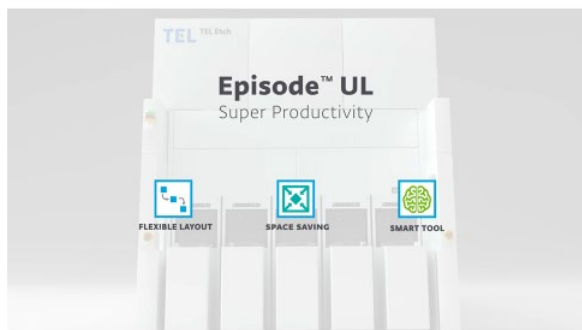 TEL TEL Etch
Episode™ UL
Super Productivity
FLEXIBLE LAYOUT
SPACE SAVING
SMART TOOL